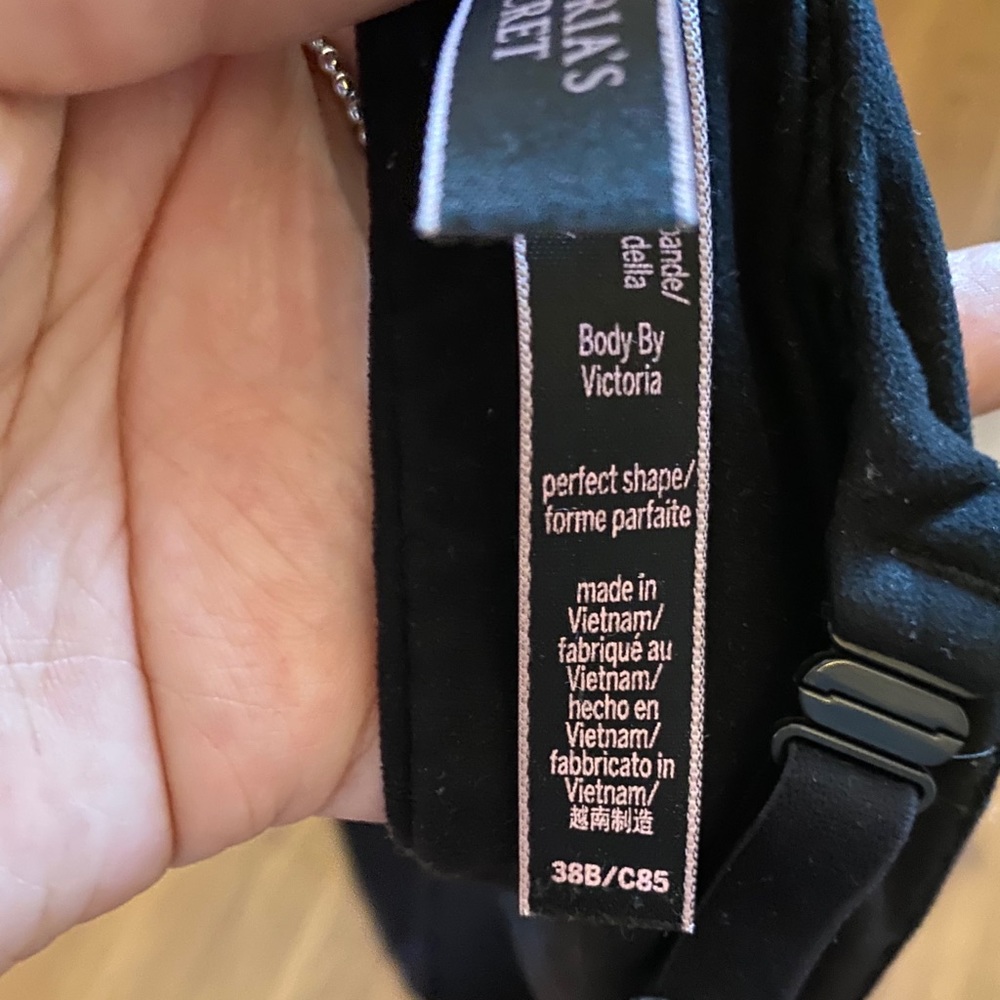 RIA'S
RET
bande/
della
Body By
Victoria
perfect shape/
forme parfaite
made in
Vietnam/
fabriqué au
Vietnam/
hecho en
Vietnam/
fabbricato in
Vietnam/
越南制造
38B/C85